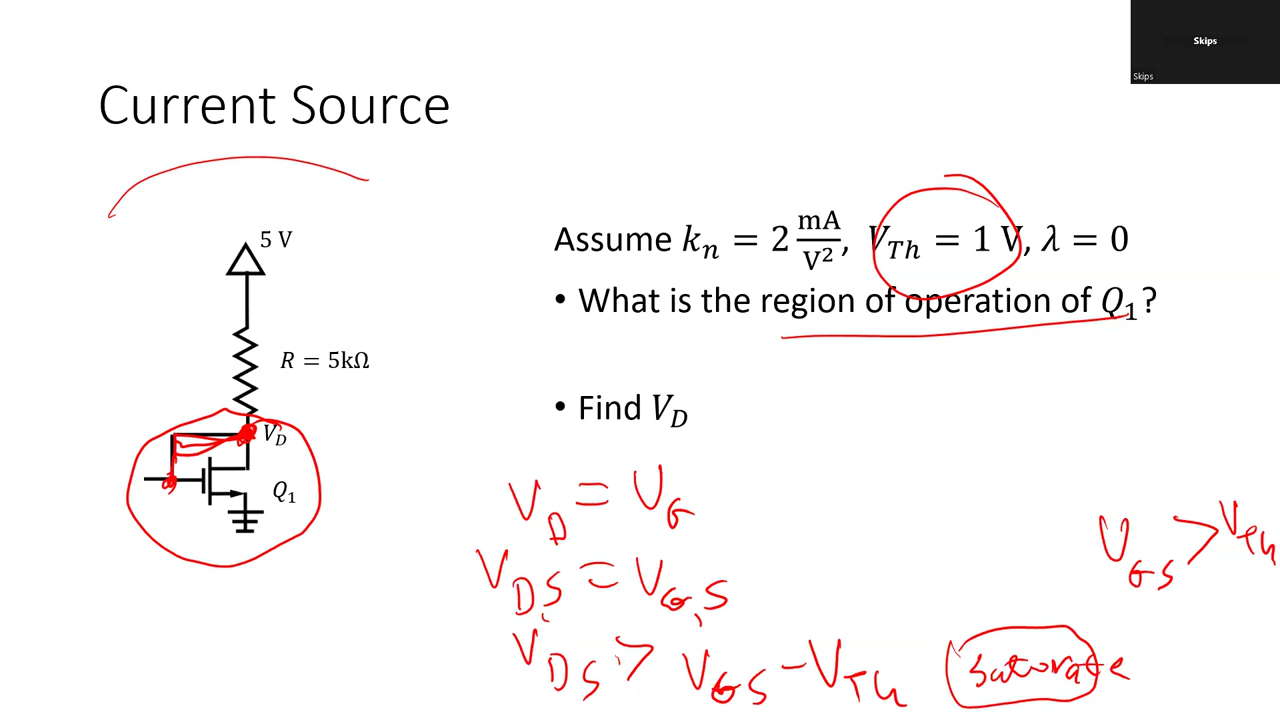 Skips
Skips
Current Source
5 V
R = 5kΩ
V_D
Q_1
Assume k_n = 2 mA/V², V_Th = 1 V, λ = 0
• What is the region of operation of Q_1?
• Find V_D
V_D = V_G
V_DS = V_GS
V_DS > V_GS - V_Th
saturate
V_GS > V_Th